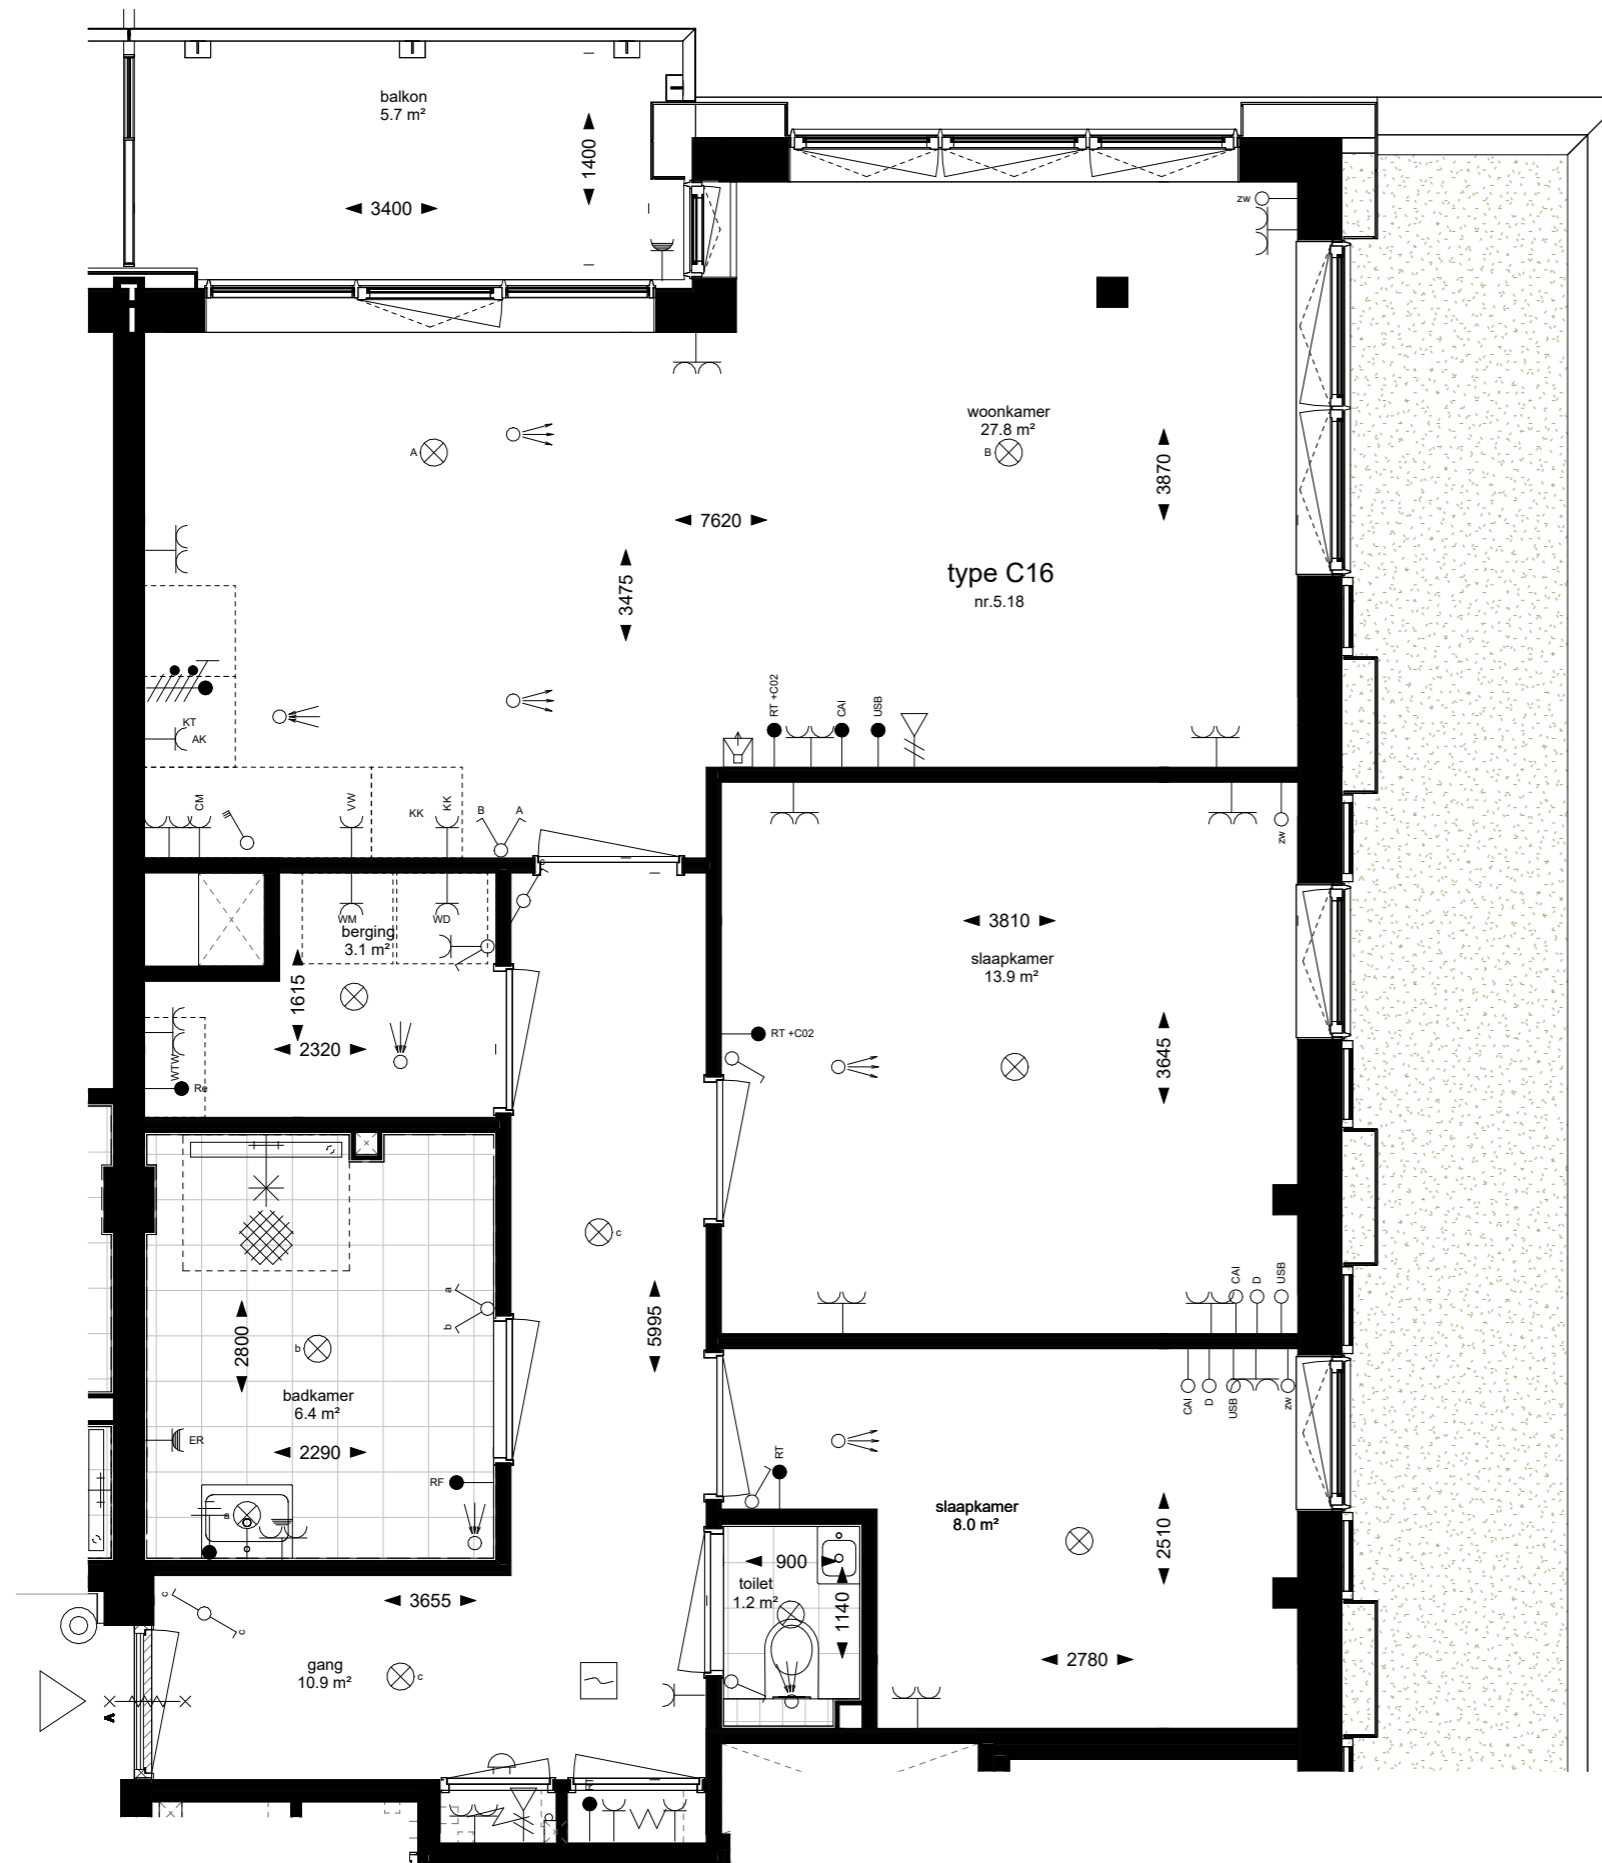 balkon
5.7 m²
1400
3400
zw
woonkamer
27.8 m²
A
B
3870
7620
3475
type C16
nr.5.18
RT +C02
CAI
USB
KT
AK
CM
VW
KK
KK
B
A
c
zw
WM
WD
berging
3.1 m²
1615
2320
WTW
Re
3810
slaapkamer
13.9 m²
RT +C02
3645
c
a
b
5995
2800
b
badkamer
6.4 m²
2290
ER
RF
a
CAI
D
USB
CAI
D
USB
zw
RT
slaapkamer
8.0 m²
2510
900
toilet
1.2 m²
1140
2780
3655
c
c
gang
10.9 m²
c
A
RT